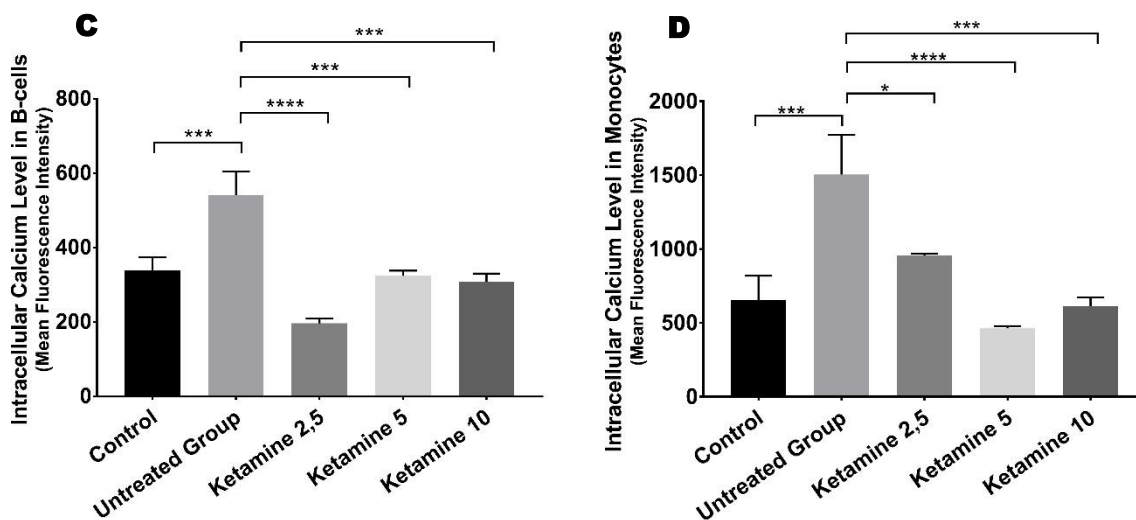 C
Intracellular Calcium Level in B-cells
(Mean Fluorescence Intensity)
***
***
****
***
800
600
400
200
0
Control
Untreated Group
Ketamine 2,5
Ketamine 5
Ketamine 10
D
Intracellular Calcium Level in Monocytes
(Mean Fluorescence Intensity)
***
****
*
***
2000
1500
1000
500
0
Control
Untreated Group
Ketamine 2,5
Ketamine 5
Ketamine 10